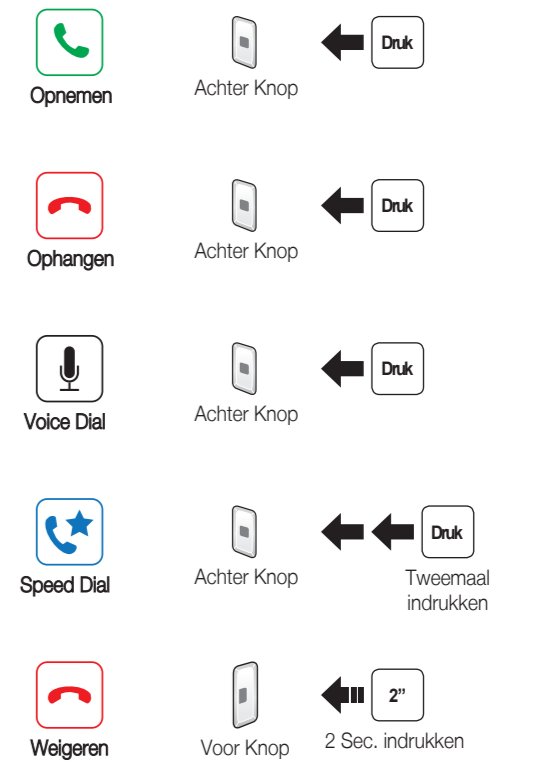 Druk
Opnemen
Achter Knop
Druk
Ophangen
Achter Knop
Druk
Voice Dial
Achter Knop
Druk
Speed Dial
Achter Knop
Tweemaal
indrukken
2”
Weigeren
Voor Knop
2 Sec. indrukken